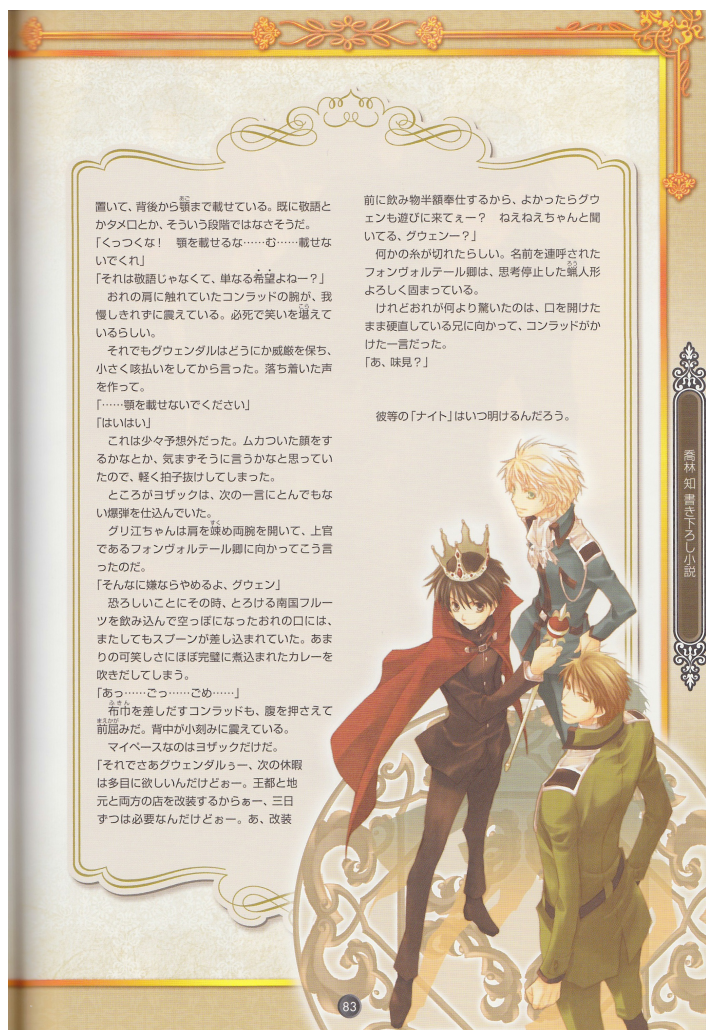 置いて、背後から顎まで載せている。既に敬語と
かタメ口とか、そういう段階ではなさそうだ。
「くっつくな！　顎を載せるな……む……載せな
いでくれ」
「それは敬語じゃなくて、単なる希望よねー？」
　おれの肩に触れていたコンラッドの腕が、我
慢しきれずに震えている。必死で笑いを堪えて
いるらしい。
　それでもグウェンダルはどうにか威厳を保ち、
小さく咳払いをしてから言った。落ち着いた声
を作って。
「……顎を載せないでください」
「はいはい」
　これは少々予想外だった。ムカついた顔をす
るかなとか、気まずそうに言うかなと思ってい
たので、軽く拍子抜けしてしまった。
　ところがヨザックは、次の一言にとんでもな
い爆弾を仕込んでいた。
　グリ江ちゃんは肩を竦め両腕を開いて、上官
であるフォンヴォルテール卿に向かってこう言
ったのだ。
「そんなに嫌ならやめるよ、グウェン」
　恐ろしいことにその時、とろける南国フルー
ツを飲み込んで空っぽになったおれの口には、
またしてもスプーンが差し込まれていた。あま
りの可笑しさにほぼ完璧に煮込まれたカレーを
吹きだしてしまう。
「あっ……ごっ……ごめ……」
　布巾を差しだすコンラッドも、腹を押さえて
前屈みだ。背中が小刻みに震えている。
　マイペースなのはヨザックだけだ。
「それでさあグウェンダルぅー、次の休暇
は多目に欲しいんだけどぉー。王都と地
元と両方の店を改装するからぁー、三日
ずつは必要なんだけどぉー。あ、改装
前に飲み物半額奉仕するから、よかったらグウ
ェンも遊びに来てぇー？　ねえねえちゃんと聞
いてる、グウェンー？」
　何かの糸が切れたらしい。名前を連呼された
フォンヴォルテール卿は、思考停止した蝋人形
よろしく固まっている。
　けれどおれが何より驚いたのは、口を開けた
まま硬直している兄に向かって、コンラッドがか
けた一言だった。
「あ、味見？」
　彼等の「ナイト」はいつ明けるんだろう。
喬林 知 書き下ろし小説
83